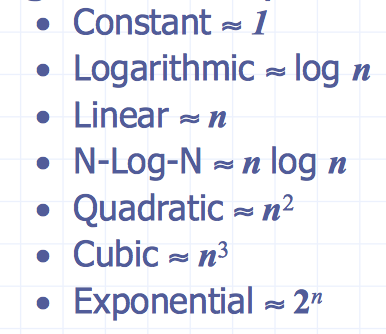 • Constant ≈ 1
• Logarithmic ≈ log n
• Linear ≈ n
• N-Log-N ≈ n log n
• Quadratic ≈ n²
• Cubic ≈ n³
• Exponential ≈ 2ⁿ